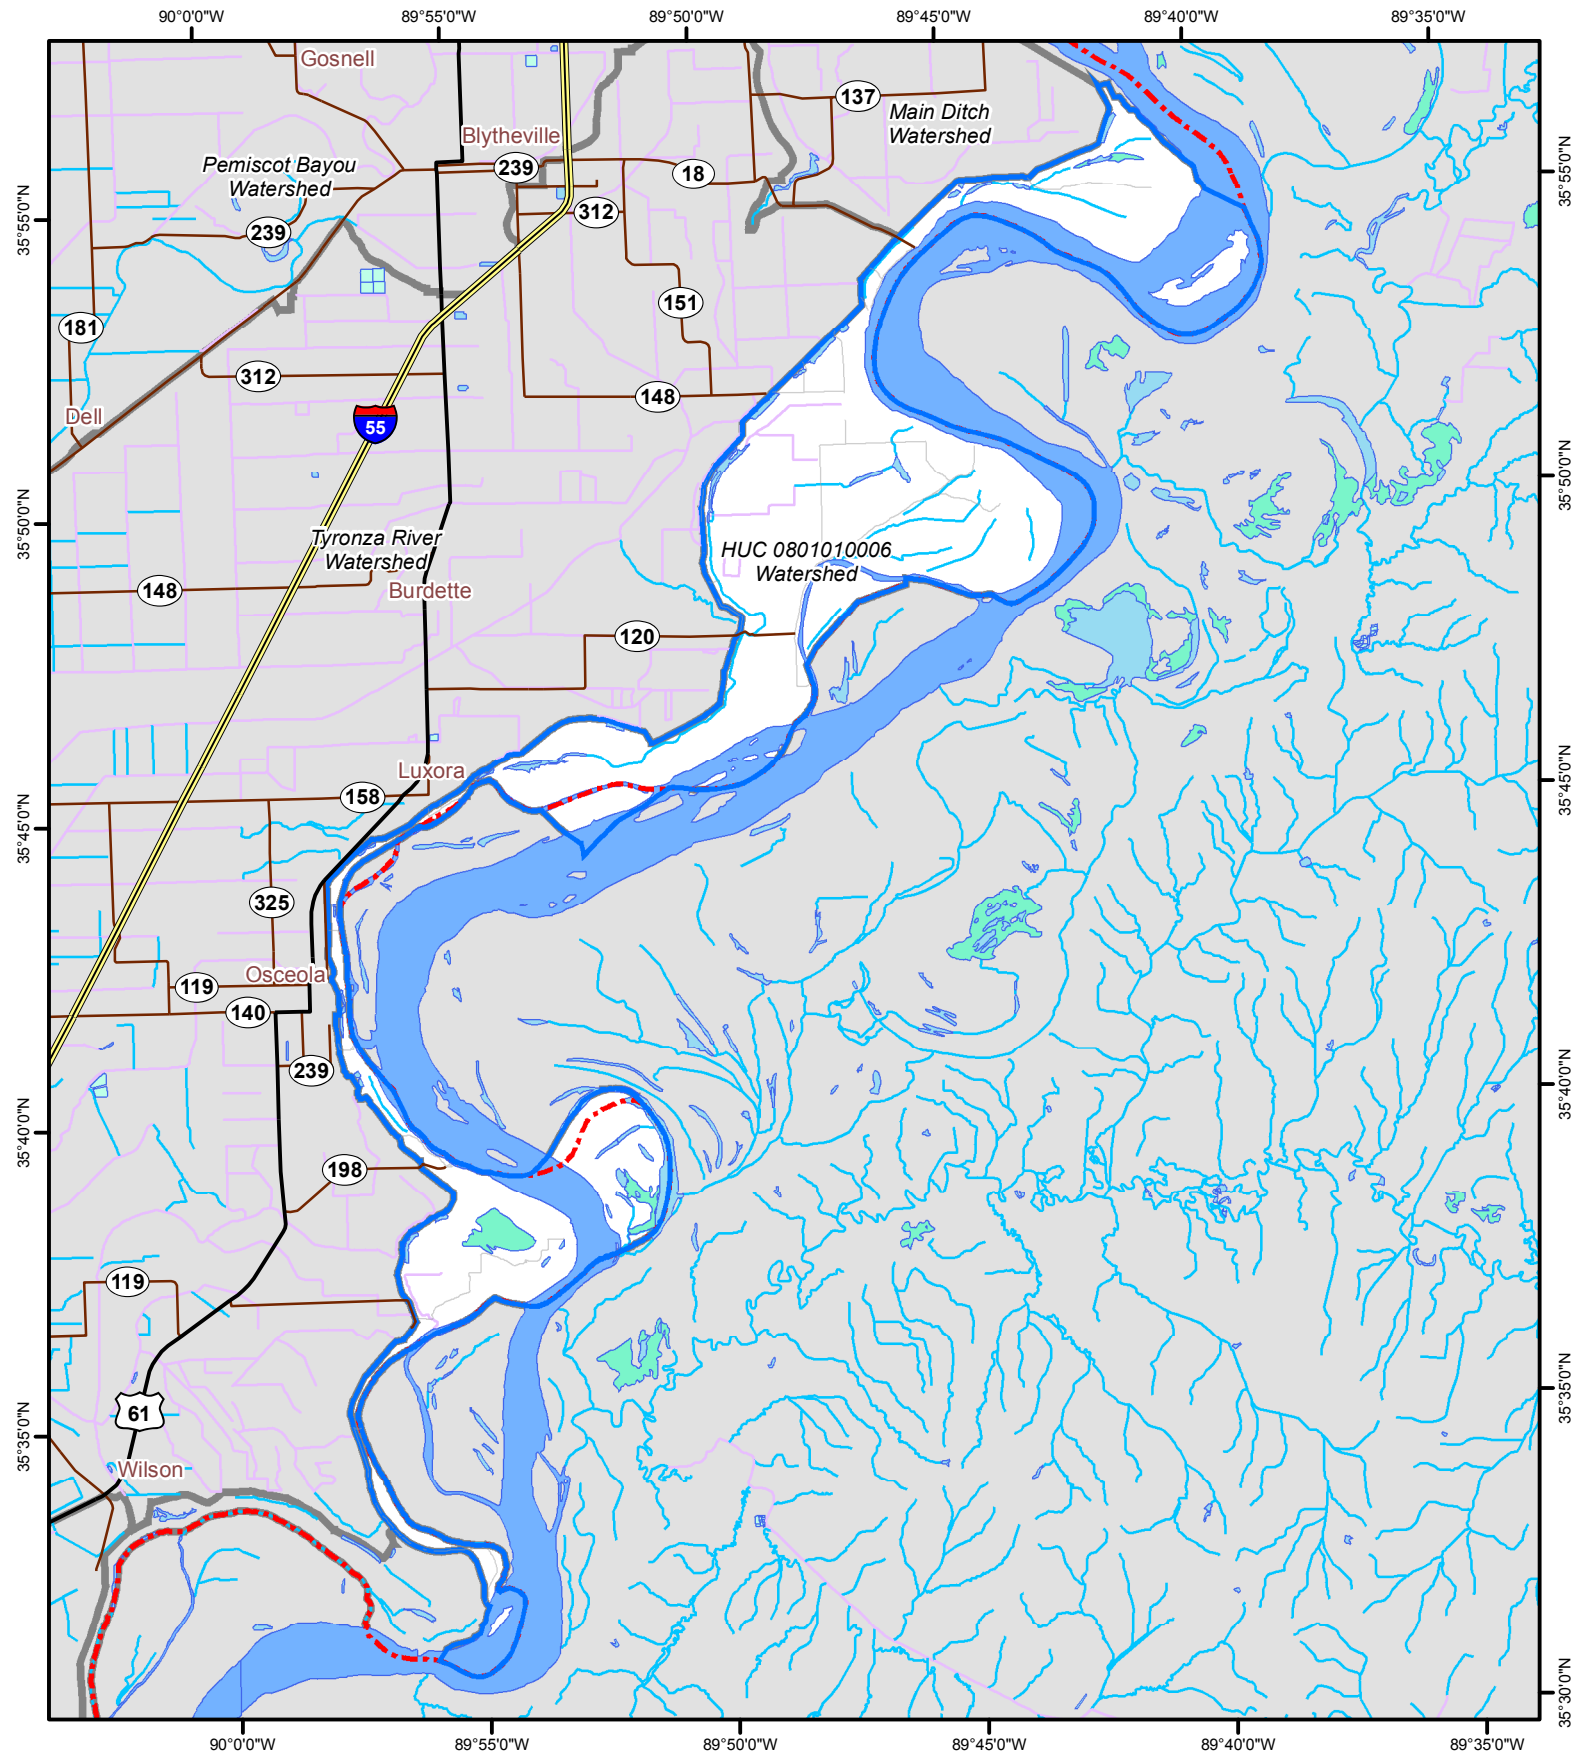 90°0'0"W 89°55'0"W 89°50'0"W 89°45'0"W 89°40'0"W 89°35'0"W
Gosnell
137
Main Ditch
Watershed
Blytheville
Pemiscot Bayou
Watershed
239
18
35°55'0"N
35°55'0"N
312
239
151
181
312
148
Dell
55
35°50'0"N
35°50'0"N
Tyronza River
Watershed
HUC 0801010006
Watershed
148
Burdette
120
35°45'0"N
Luxora
158
35°45'0"N
325
Osceola
119
140
239
35°40'0"N
35°40'0"N
198
119
35°35'0"N
61
35°35'0"N
Wilson
35°30'0"N
90°0'0"W 89°55'0"W 89°50'0"W 89°45'0"W 89°40'0"W 89°35'0"W